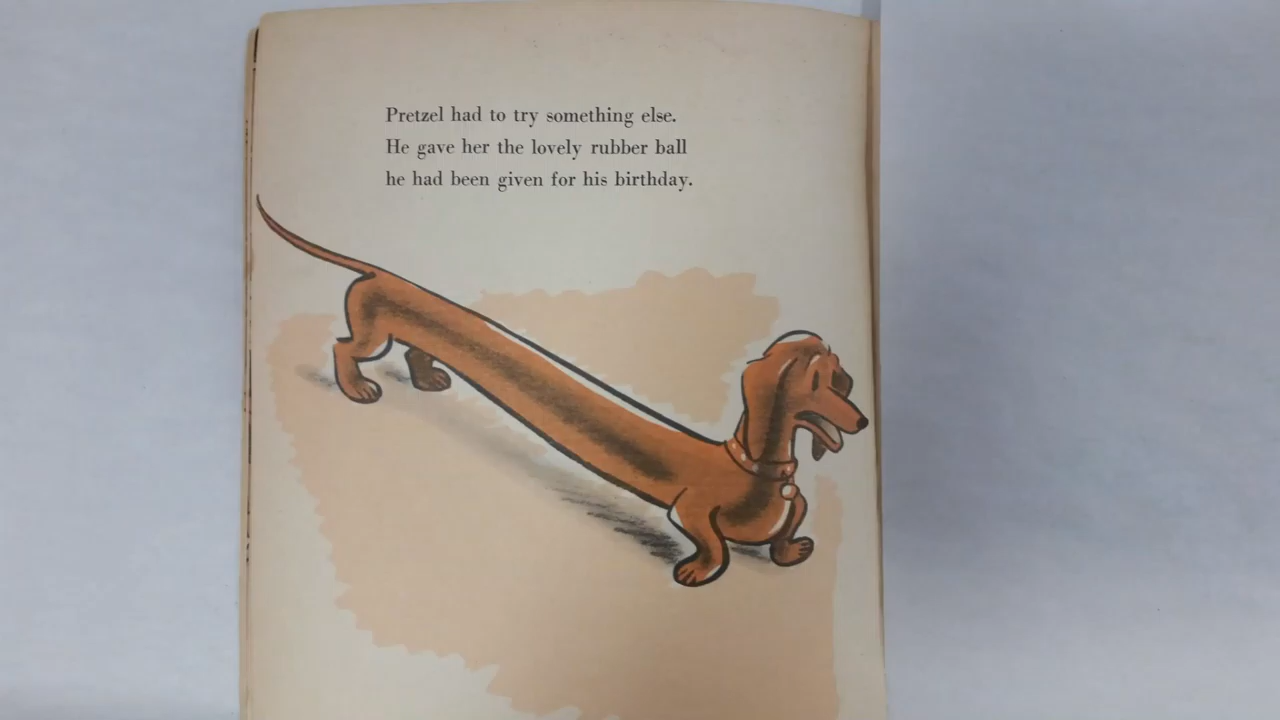 Pretzel had to try something else.
He gave her the lovely rubber ball
he had been given for his birthday.